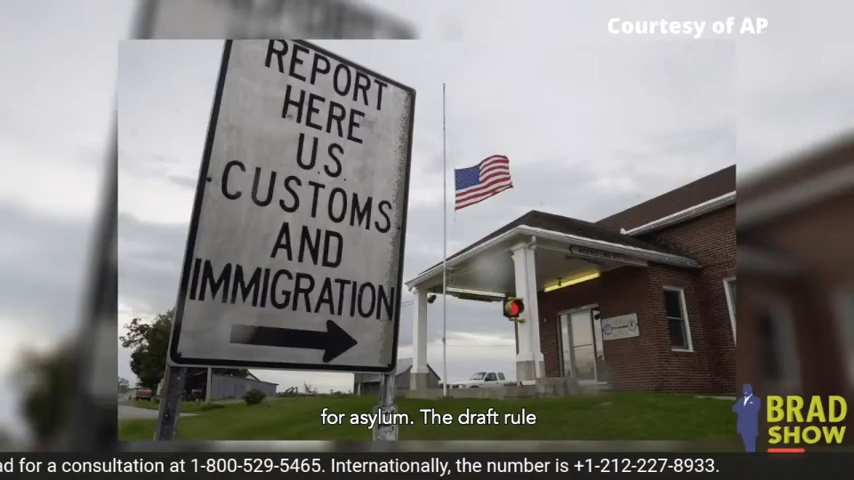 Courtesy of AP
REPORT
HERE
U.S.
CUSTOMS
AND
IMMIGRATION
for asylum. The draft rule
BRAD
SHOW
ad for a consultation at 1-800-529-5465. Internationally, the number is +1-212-227-8933.